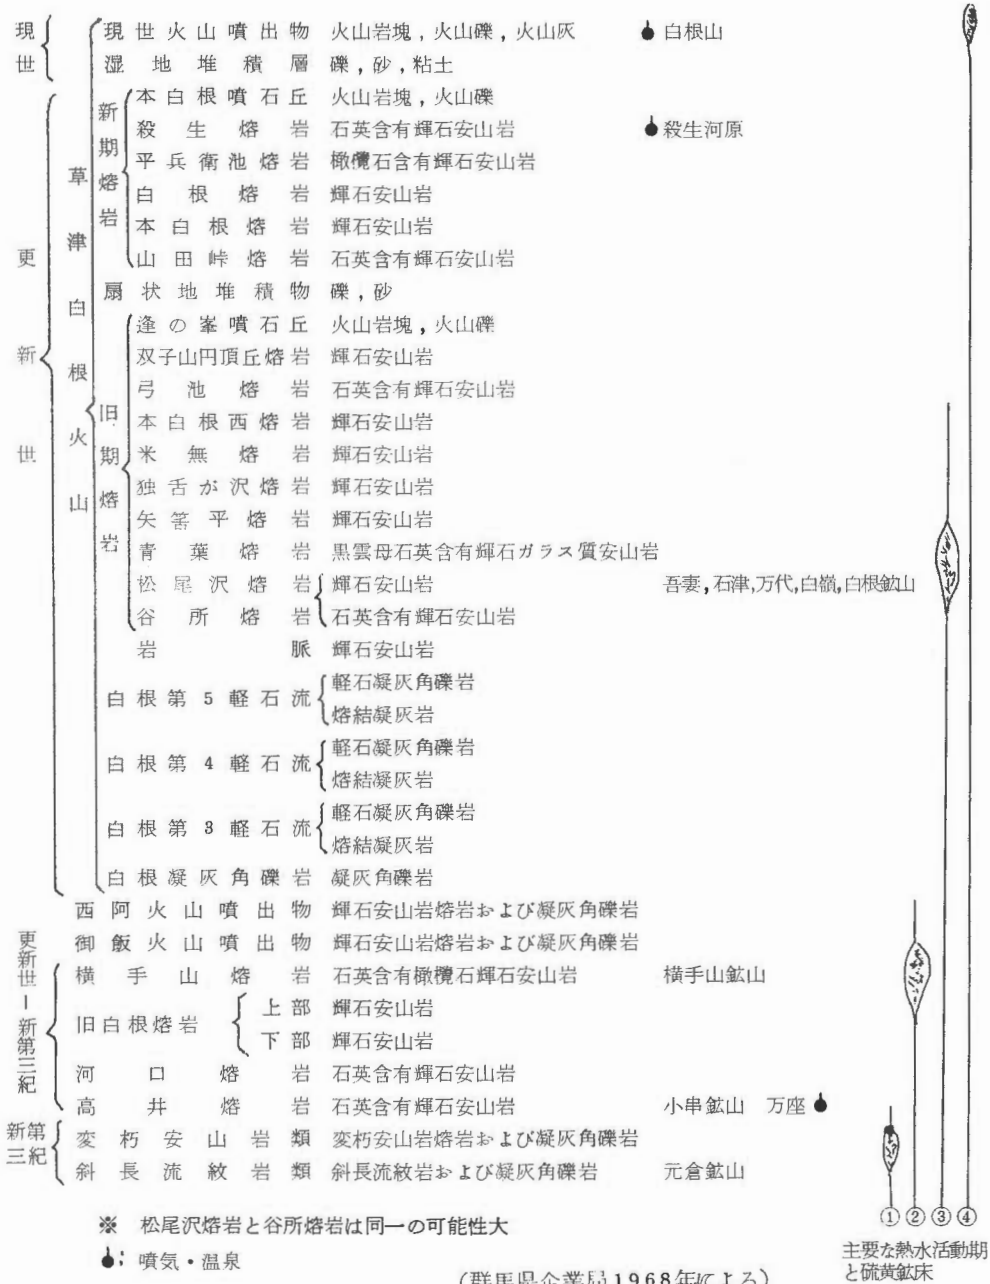 現世
現世火山噴出物 火山岩塊，火山礫，火山灰 白根山
湿地堆積層 礫，砂，粘土
更新世
草津白根火山
新期熔岩
本白根噴石丘 火山岩塊，火山礫
殺生熔岩 石英含有輝石安山岩 殺生河原
平兵衛池熔岩 橄欖石含有輝石安山岩
白根熔岩 輝石安山岩
本白根熔岩 輝石安山岩
山田峠熔岩 石英含有輝石安山岩
扇状地堆積物 礫，砂
旧期熔岩
逢の峯噴石丘 火山岩塊，火山礫
双子山円頂丘熔岩 輝石安山岩
弓池熔岩 石英含有輝石安山岩
本白根西熔岩 輝石安山岩
米無熔岩 輝石安山岩
独舌が沢熔岩 輝石安山岩
矢筈平熔岩 輝石安山岩
青葉熔岩 黒雲母石英含有輝石ガラス質安山岩
松尾沢熔岩 輝石安山岩 吾妻，石津，万代，白嶺，白根鉱山
谷所熔岩 石英含有輝石安山岩
岩脈 輝石安山岩
白根第5軽石流 軽石凝灰角礫岩
熔結凝灰岩
白根第4軽石流 軽石凝灰角礫岩
熔結凝灰岩
白根第3軽石流 軽石凝灰角礫岩
熔結凝灰岩
白根凝灰角礫岩 凝灰角礫岩
西阿火山噴出物 輝石安山岩熔岩および凝灰角礫岩
御飯火山噴出物 輝石安山岩熔岩および凝灰角礫岩
更新世－新第三紀
横手山熔岩 石英含有橄欖石輝石安山岩 横手山鉱山
旧白根熔岩 上部 輝石安山岩
下部 輝石安山岩
河口熔岩 石英含有輝石安山岩
高井熔岩 石英含有輝石安山岩 小串鉱山 万座
新第三紀
変朽安山岩類 変朽安山岩熔岩および凝灰角礫岩
斜長流紋岩類 斜長流紋岩および凝灰角礫岩 元倉鉱山
① ② ③ ④
主要な熱水活動期
と硫黄鉱床
※ 松尾沢熔岩と谷所熔岩は同一の可能性大
：噴気・温泉
(群馬県企業局1968年による)